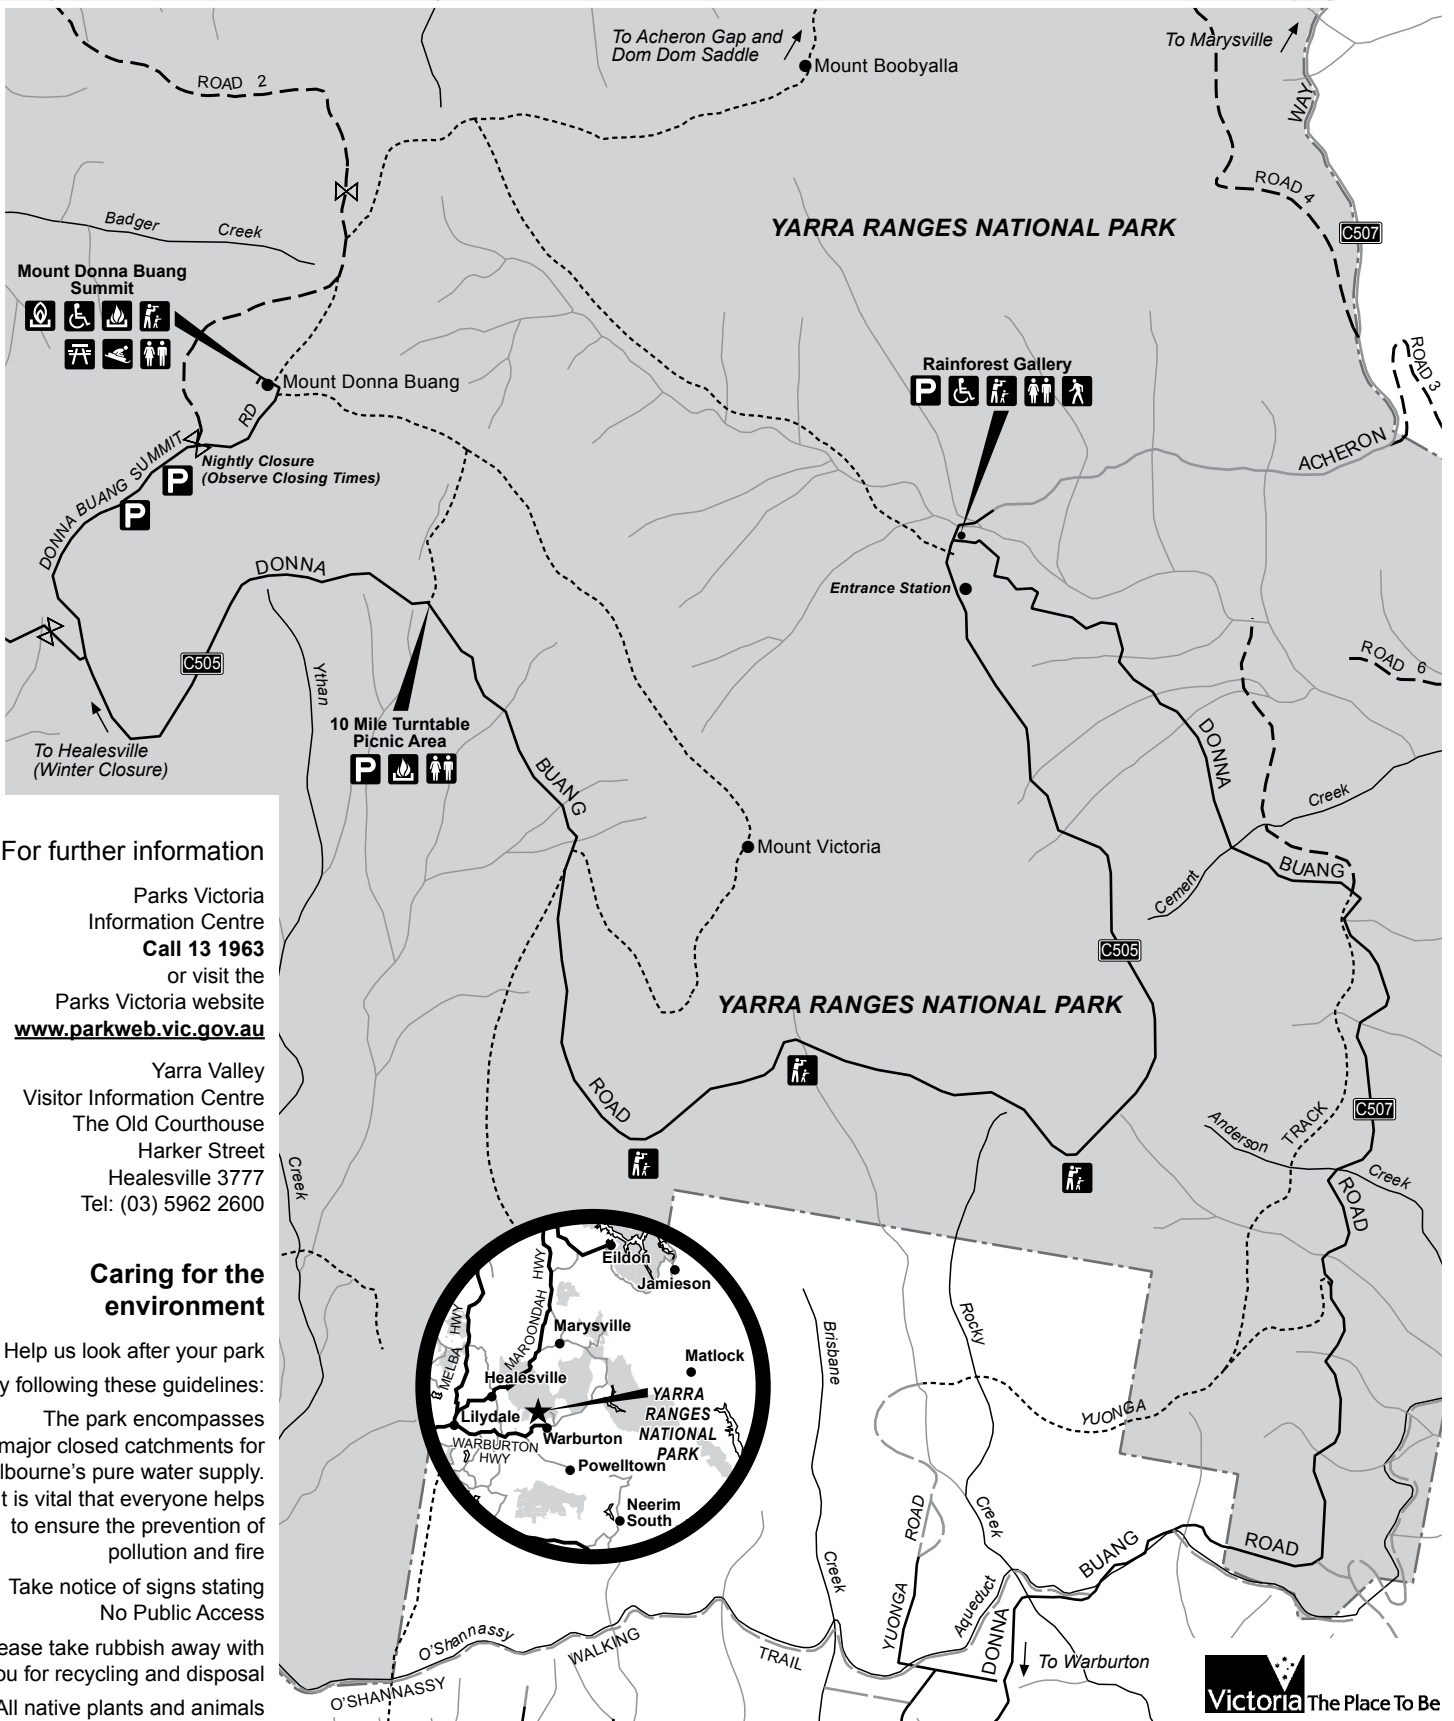 To Acheron Gap and
Dom Dom Saddle
To Marysville
Mount Boobyalla
ROAD 2
WAY
ROAD 4
Badger Creek
YARRA RANGES NATIONAL PARK
C507
Mount Donna Buang
Summit
Mount Donna Buang
RD
Rainforest Gallery
P
ROAD 3
ACHERON
DONNA BUANG SUMMIT
Nightly Closure
(Observe Closing Times)
P
P
DONNA
Entrance Station
C505
Ythan
ROAD 6
10 Mile Turntable
Picnic Area
P
To Healesville
(Winter Closure)
DONNA
BUANG
Creek
Mount Victoria
BUANG
Cement
C505
YARRA RANGES NATIONAL PARK
ROAD
C507
TRACK
Anderson
Creek
ROAD
Creek
For further information
Parks Victoria
Information Centre
Call 13 1963
or visit the
Parks Victoria website
www.parkweb.vic.gov.au
Yarra Valley
Visitor Information Centre
The Old Courthouse
Harker Street
Healesville 3777
Tel: (03) 5962 2600
Caring for the
environment
Help us look after your park
y following these guidelines:
The park encompasses
major closed catchments for
lbourne's pure water supply.
t is vital that everyone helps
to ensure the prevention of
pollution and fire
Take notice of signs stating
No Public Access
ease take rubbish away with
ou for recycling and disposal
All native plants and animals
Eildon
Jamieson
MELBA HWY
MAROONDAH HWY
Marysville
Matlock
Healesville
YARRA
RANGES
NATIONAL
PARK
Lilydale
Warburton
WARBURTON
HWY
Powelltown
Neerim
South
Brisbane
Rocky
YUONGA
Creek
Creek
YUONGA ROAD
Aqueduct
BUANG
ROAD
DONNA
O'Shannassy
O'SHANNASSY
WALKING
TRAIL
To Warburton
Victoria The Place To Be